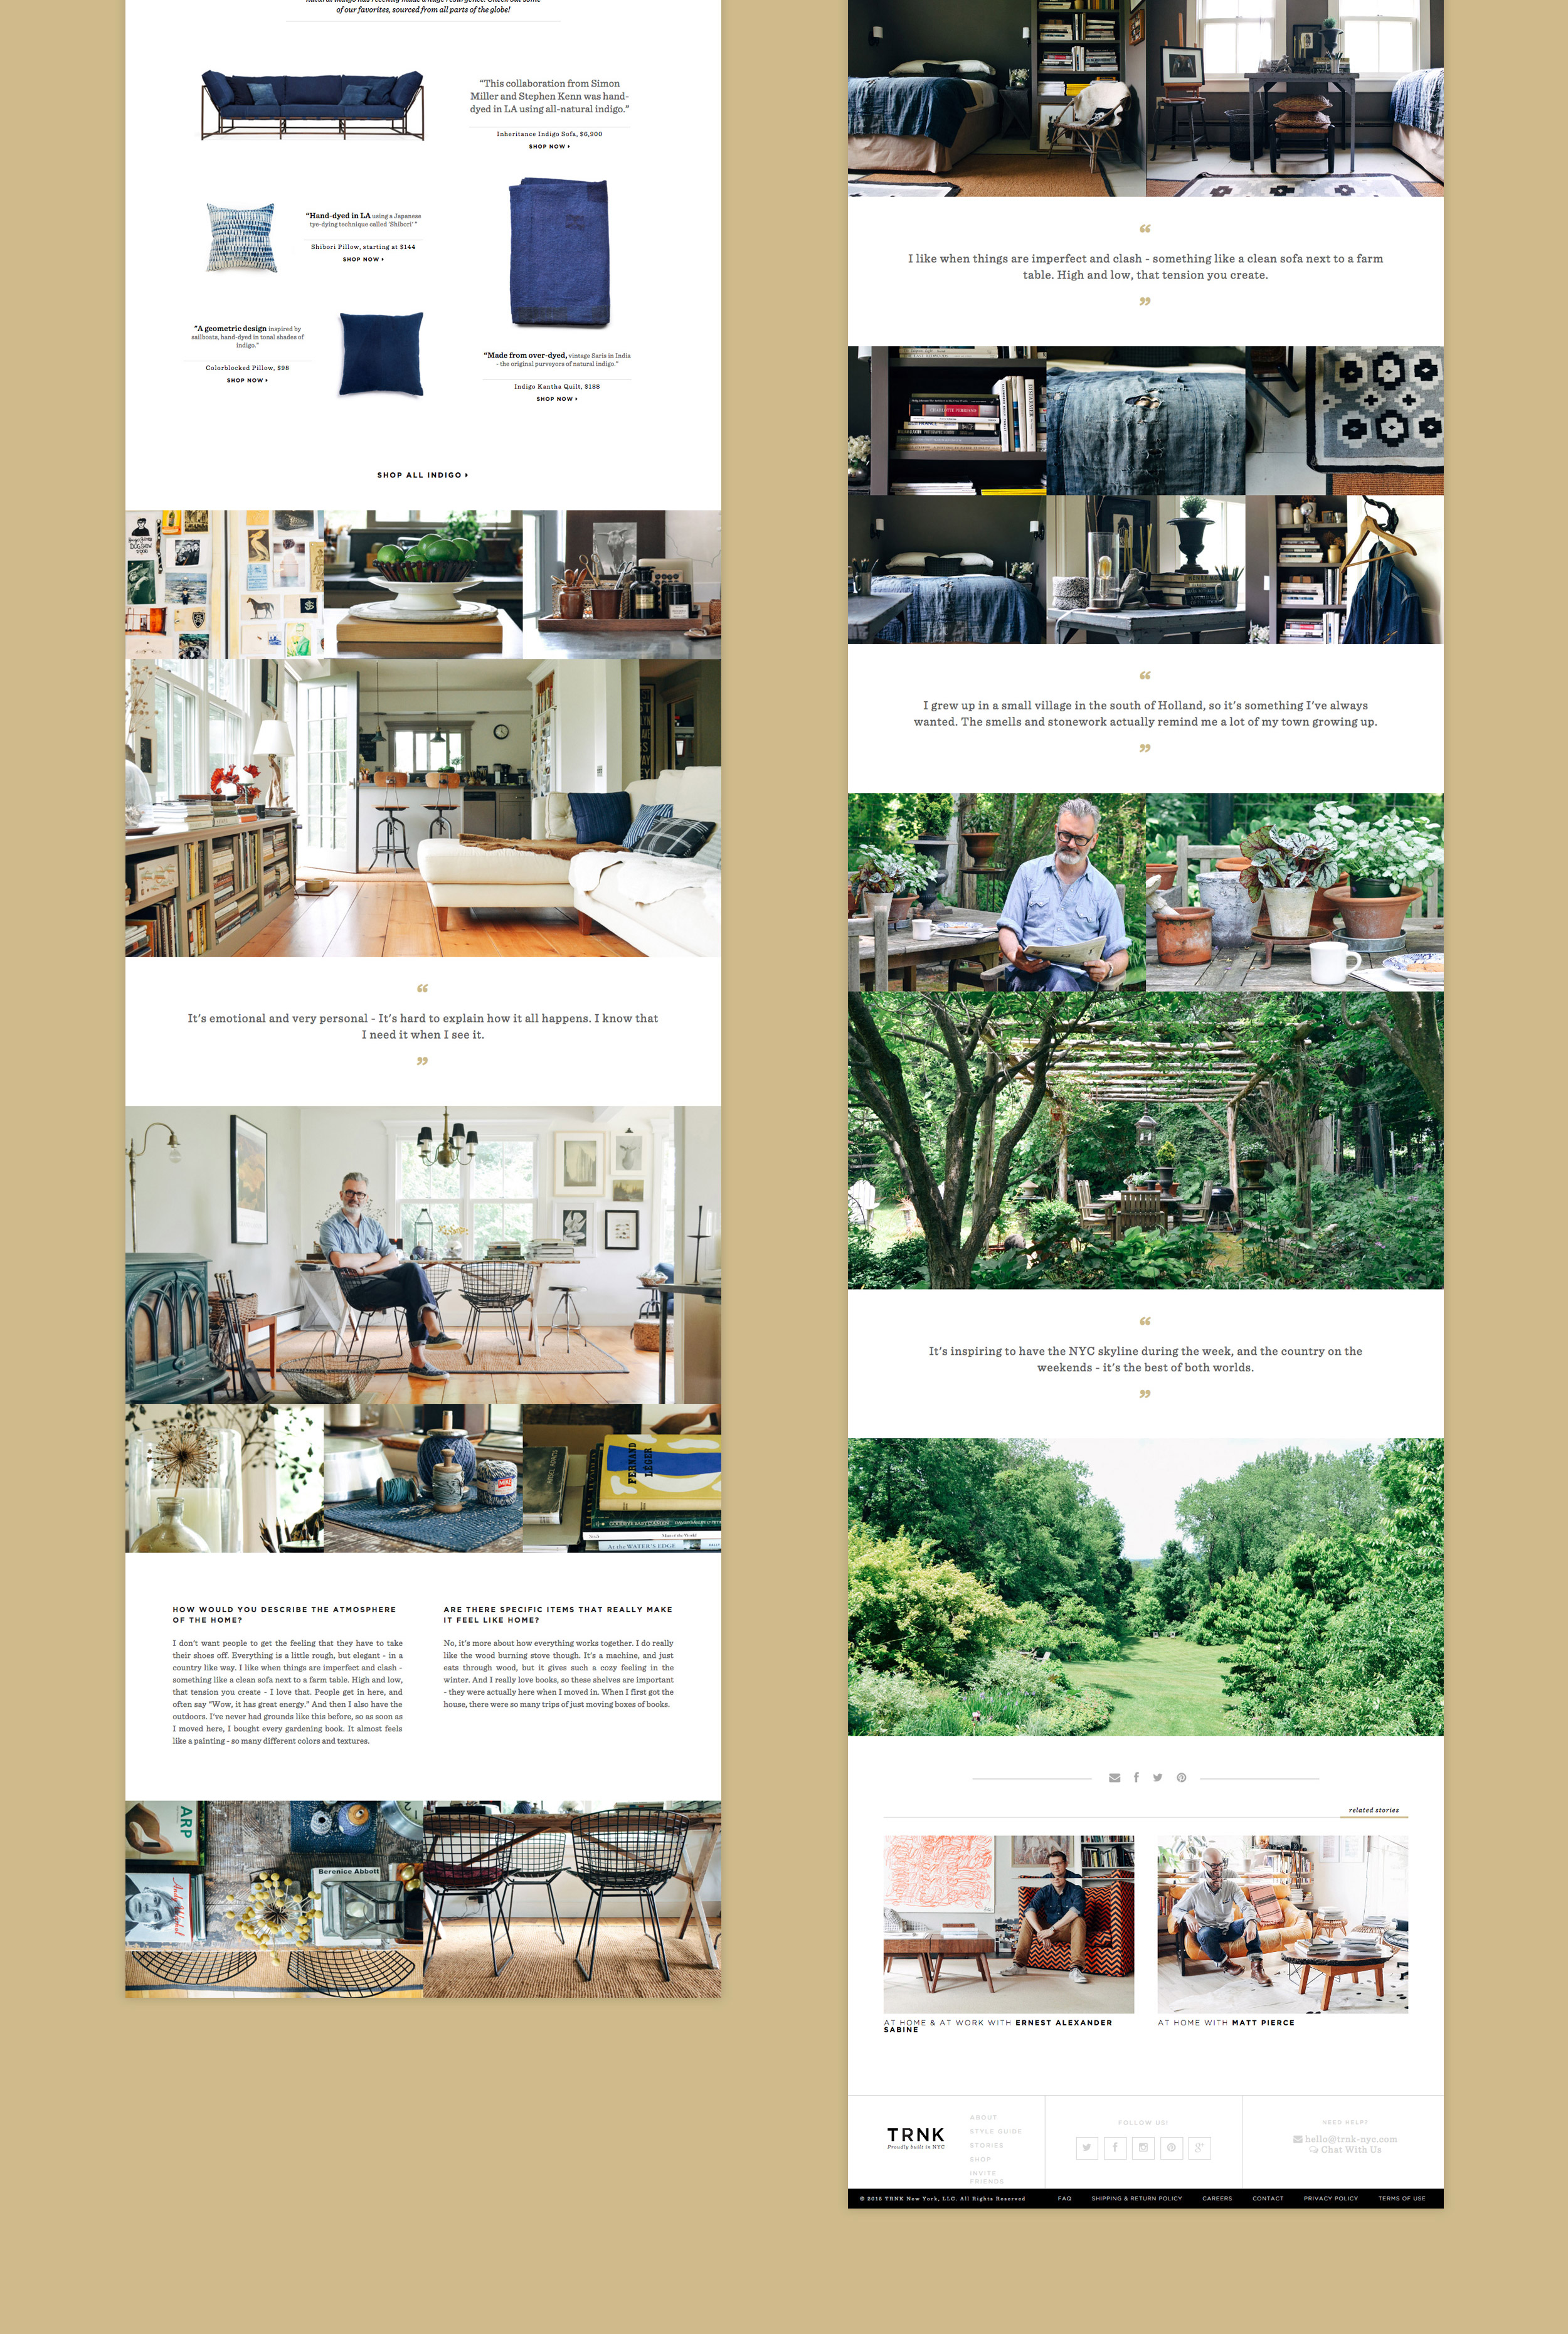 of our favorites, sourced from all parts of the globe!
“This collaboration from Simon
Miller and Stephen Kenn was hand-
dyed in LA using all-natural indigo.”
Inheritance Indigo Sofa, $6,900
SHOP NOW
“Hand-dyed in LA using a Japanese
tye-dying technique called 'Shibori' ”
Shibori Pillow, starting at $144
SHOP NOW
“A geometric design inspired by
sailboats, hand-dyed in tonal shades of
indigo.”
Colorblocked Pillow, $98
SHOP NOW
“Made from over-dyed, vintage Saris in India
- the original purveyors of natural indigo.”
Indigo Kantha Quilt, $188
SHOP NOW
SHOP ALL INDIGO
“
It's emotional and very personal - It's hard to explain how it all happens. I know that
I need it when I see it.
”
FERNAND
LÉGER
At the WATER'S EDGE
HOW WOULD YOU DESCRIBE THE ATMOSPHERE
OF THE HOME?
I don't want people to get the feeling that they have to take
their shoes off. Everything is a little rough, but elegant - in a
country like way. I like when things are imperfect and clash -
something like a clean sofa next to a farm table. High and low,
that tension you create - I love that. People get in here, and
often say “Wow, it has great energy.” And then I also have the
outdoors. I've never had grounds like this before, so as soon as
I moved here, I bought every gardening book. It almost feels
like a painting - so many different colors and textures.
ARE THERE SPECIFIC ITEMS THAT REALLY MAKE
IT FEEL LIKE HOME?
No, it's more about how everything works together. I do really
like the wood burning stove though. It's a machine, and just
eats through wood, but it gives such a cozy feeling in the
winter. And I really love books, so these shelves are important
- they were actually here when I moved in. When I first got the
house, there were so many trips of just moving boxes of books.
ARP
Berenice Abbott
“
I like when things are imperfect and clash - something like a clean sofa next to a farm
table. High and low, that tension you create.
”
“
I grew up in a small village in the south of Holland, so it's something I've always
wanted. The smells and stonework actually remind me a lot of my town growing up.
”
“
It's inspiring to have the NYC skyline during the week, and the country on the
weekends - it's the best of both worlds.
”
related stories
AT HOME & AT WORK WITH ERNEST ALEXANDER
SABINE
AT HOME WITH MATT PIERCE
TRNK
Proudly built in NYC
ABOUT
STYLE GUIDE
STORIES
SHOP
INVITE
FRIENDS
FOLLOW US!
NEED HELP?
hello@trnk-nyc.com
Chat With Us
© 2015 TRNK New York, LLC. All Rights Reserved
FAQ SHIPPING & RETURN POLICY CAREERS CONTACT PRIVACY POLICY TERMS OF USE